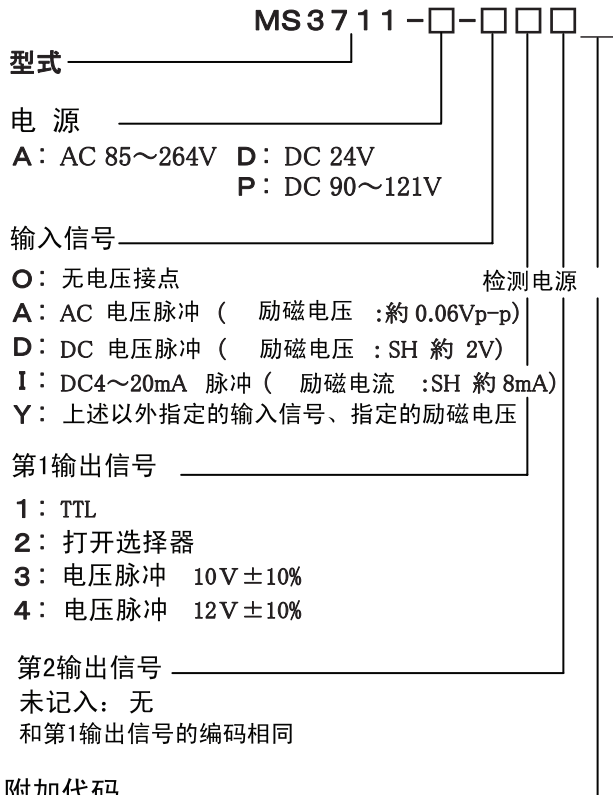 MS3711-□-□□□
型式
电 源
A: AC 85～264V D: DC 24V
P: DC 90～121V
输入信号
O: 无电压接点
检测电源
A: AC 电压脉冲 ( 励磁电压 :約 0.06Vp-p)
D: DC 电压脉冲 ( 励磁电压 : SH 約 2V)
I: DC4～20mA 脉冲 ( 励磁电流 :SH 約 8mA)
Y: 上述以外指定的输入信号、指定的励磁电压
第1输出信号
1: TTL
2: 打开选择器
3: 电压脉冲 10V±10%
4: 电压脉冲 12V±10%
第2输出信号
未记入: 无
和第1输出信号的编码相同
附加代码